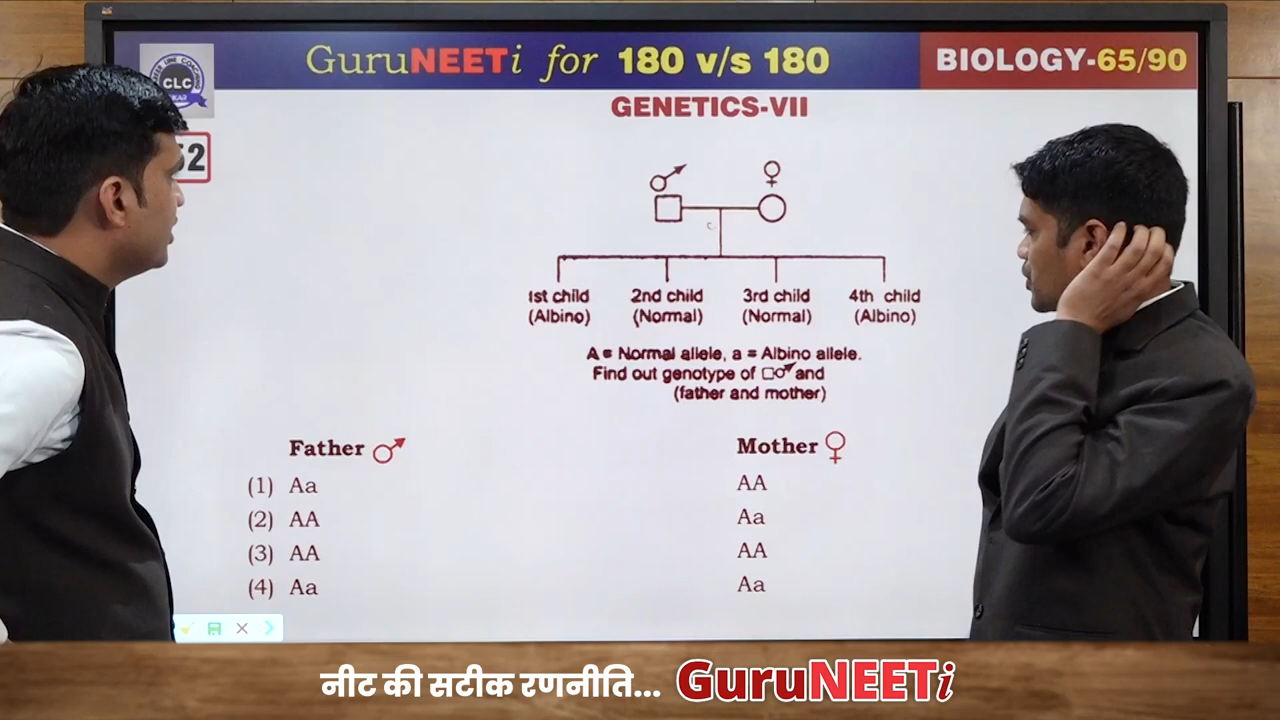 GuruNEETi for 180 v/s 180
BIOLOGY-65/90
CLC
GENETICS-VII
52
1st child 2nd child 3rd child 4th child
(Albino) (Normal) (Normal) (Albino)
A = Normal allele, a = Albino allele.
Find out genotype of □♂ and
(father and mother)
Father ♂ Mother ♀
(1) Aa AA
(2) AA Aa
(3) AA AA
(4) Aa Aa
नीट की सटीक रणनीति... GuruNEETi